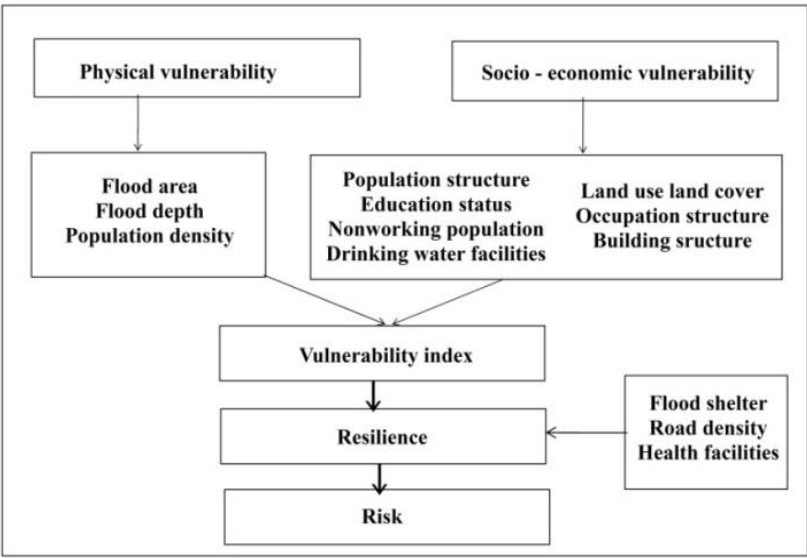 Physical vulnerability
Socio - economic vulnerability
Flood area
Flood depth
Population density
Population structure
Education status
Nonworking population
Drinking water facilities
Land use land cover
Occupation structure
Building sructure
Vulnerability index
Flood shelter
Road density
Health facilities
Resilience
Risk